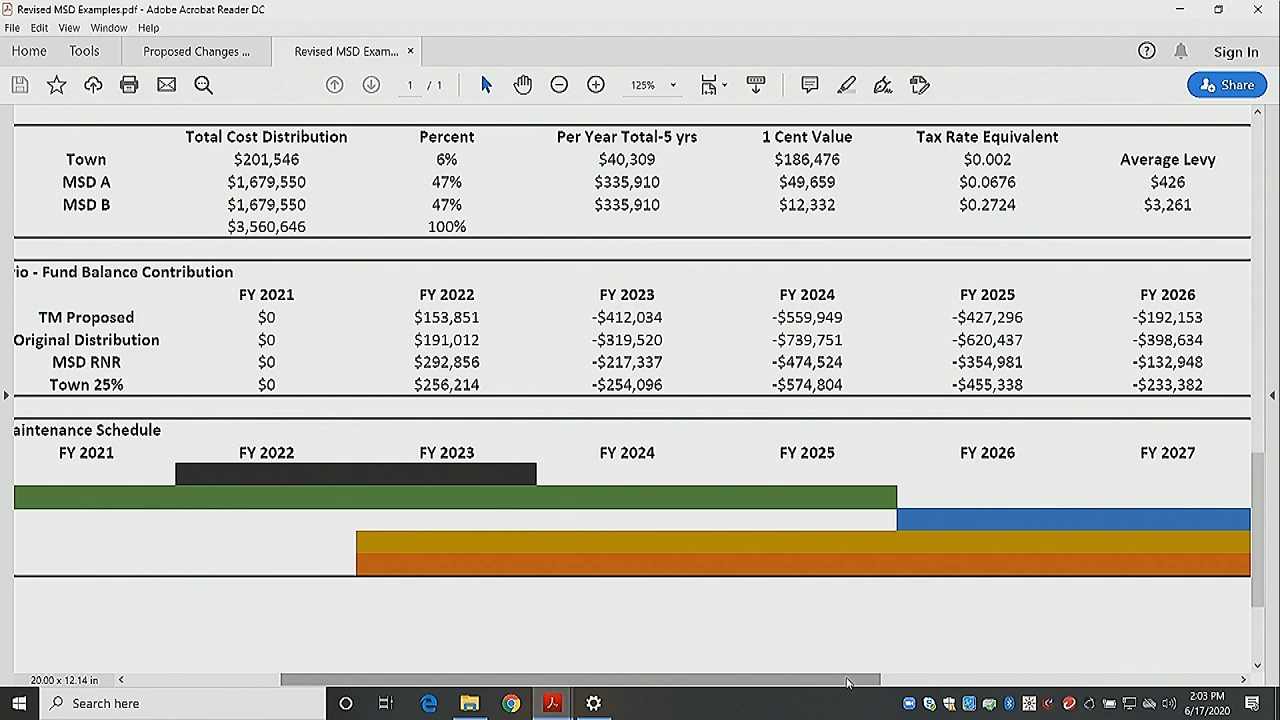 Revised MSD Examples.pdf - Adobe Acrobat Reader DC
File Edit View Window Help
Home Tools Proposed Changes ... Revised MSD Exam... × ? Sign In
1 / 1 125% Share
Total Cost Distribution Percent Per Year Total-5 yrs 1 Cent Value Tax Rate Equivalent
Town $201,546 6% $40,309 $186,476 $0.002 Average Levy
MSD A $1,679,550 47% $335,910 $49,659 $0.0676 $426
MSD B $1,679,550 47% $335,910 $12,332 $0.2724 $3,261
$3,560,646 100%
io - Fund Balance Contribution
FY 2021 FY 2022 FY 2023 FY 2024 FY 2025 FY 2026
TM Proposed $0 $153,851 -$412,034 -$559,949 -$427,296 -$192,153
Original Distribution $0 $191,012 -$319,520 -$739,751 -$620,437 -$398,634
MSD RNR $0 $292,856 -$217,337 -$474,524 -$354,981 -$132,948
Town 25% $0 $256,214 -$254,096 -$574,804 -$455,338 -$233,382
aintenance Schedule
FY 2021 FY 2022 FY 2023 FY 2024 FY 2025 FY 2026 FY 2027
20.00 x 12.14 in
Search here 2:03 PM
6/17/2020